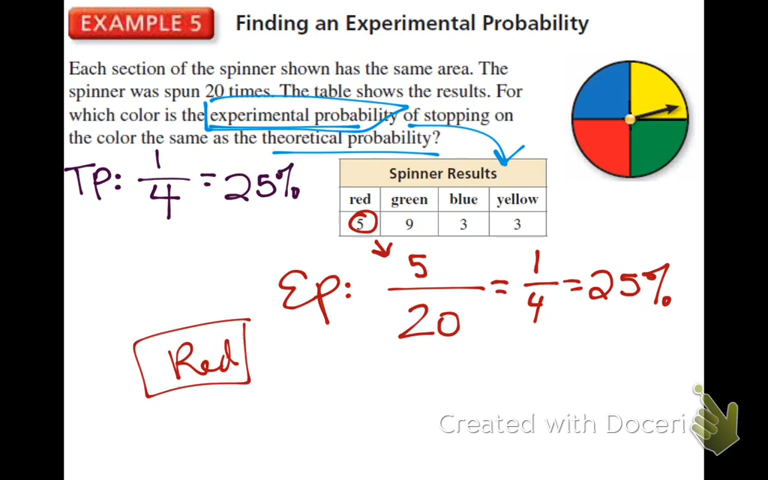 EXAMPLE 5 Finding an Experimental Probability
Each section of the spinner shown has the same area. The
spinner was spun 20 times. The table shows the results. For
which color is the experimental probability of stopping on
the color the same as the theoretical probability?
TP: 1/4 = 25%
Spinner Results
red green blue yellow
5 9 3 3
Ep: 5/20 = 1/4 = 25%
Red
Created with Doceri